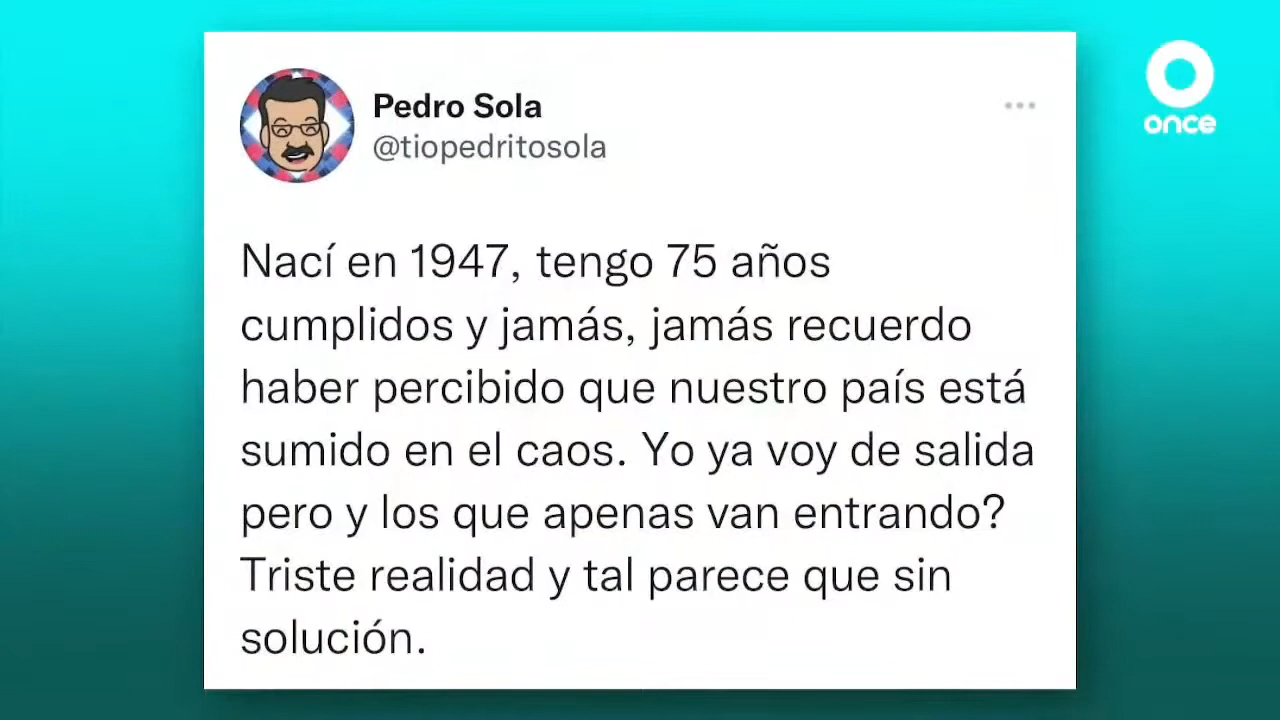 Pedro Sola
@tiopedritosola
once
Nací en 1947, tengo 75 años
cumplidos y jamás, jamás recuerdo
haber percibido que nuestro país está
sumido en el caos. Yo ya voy de salida
pero y los que apenas van entrando?
Triste realidad y tal parece que sin
solución.